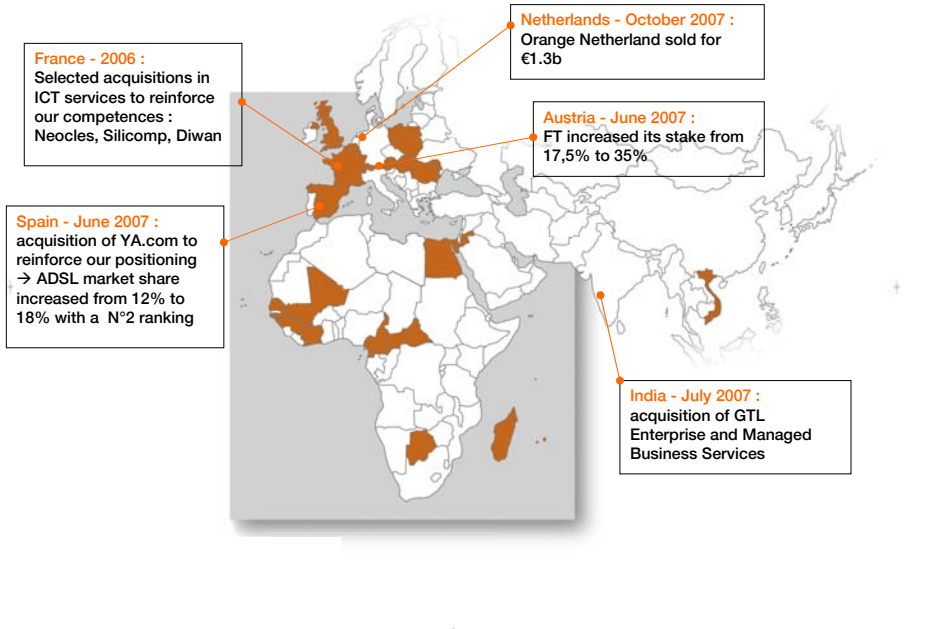 Netherlands - October 2007 :
Orange Netherland sold for
€1.3b
France - 2006 :
Selected acquisitions in
ICT services to reinforce
our competences :
Neocles, Silicomp, Diwan
Austria - June 2007 :
FT increased its stake from
17,5% to 35%
Spain - June 2007 :
acquisition of YA.com to
reinforce our positioning
→ ADSL market share
increased from 12% to
18% with a N°2 ranking
India - July 2007 :
acquisition of GTL
Enterprise and Managed
Business Services